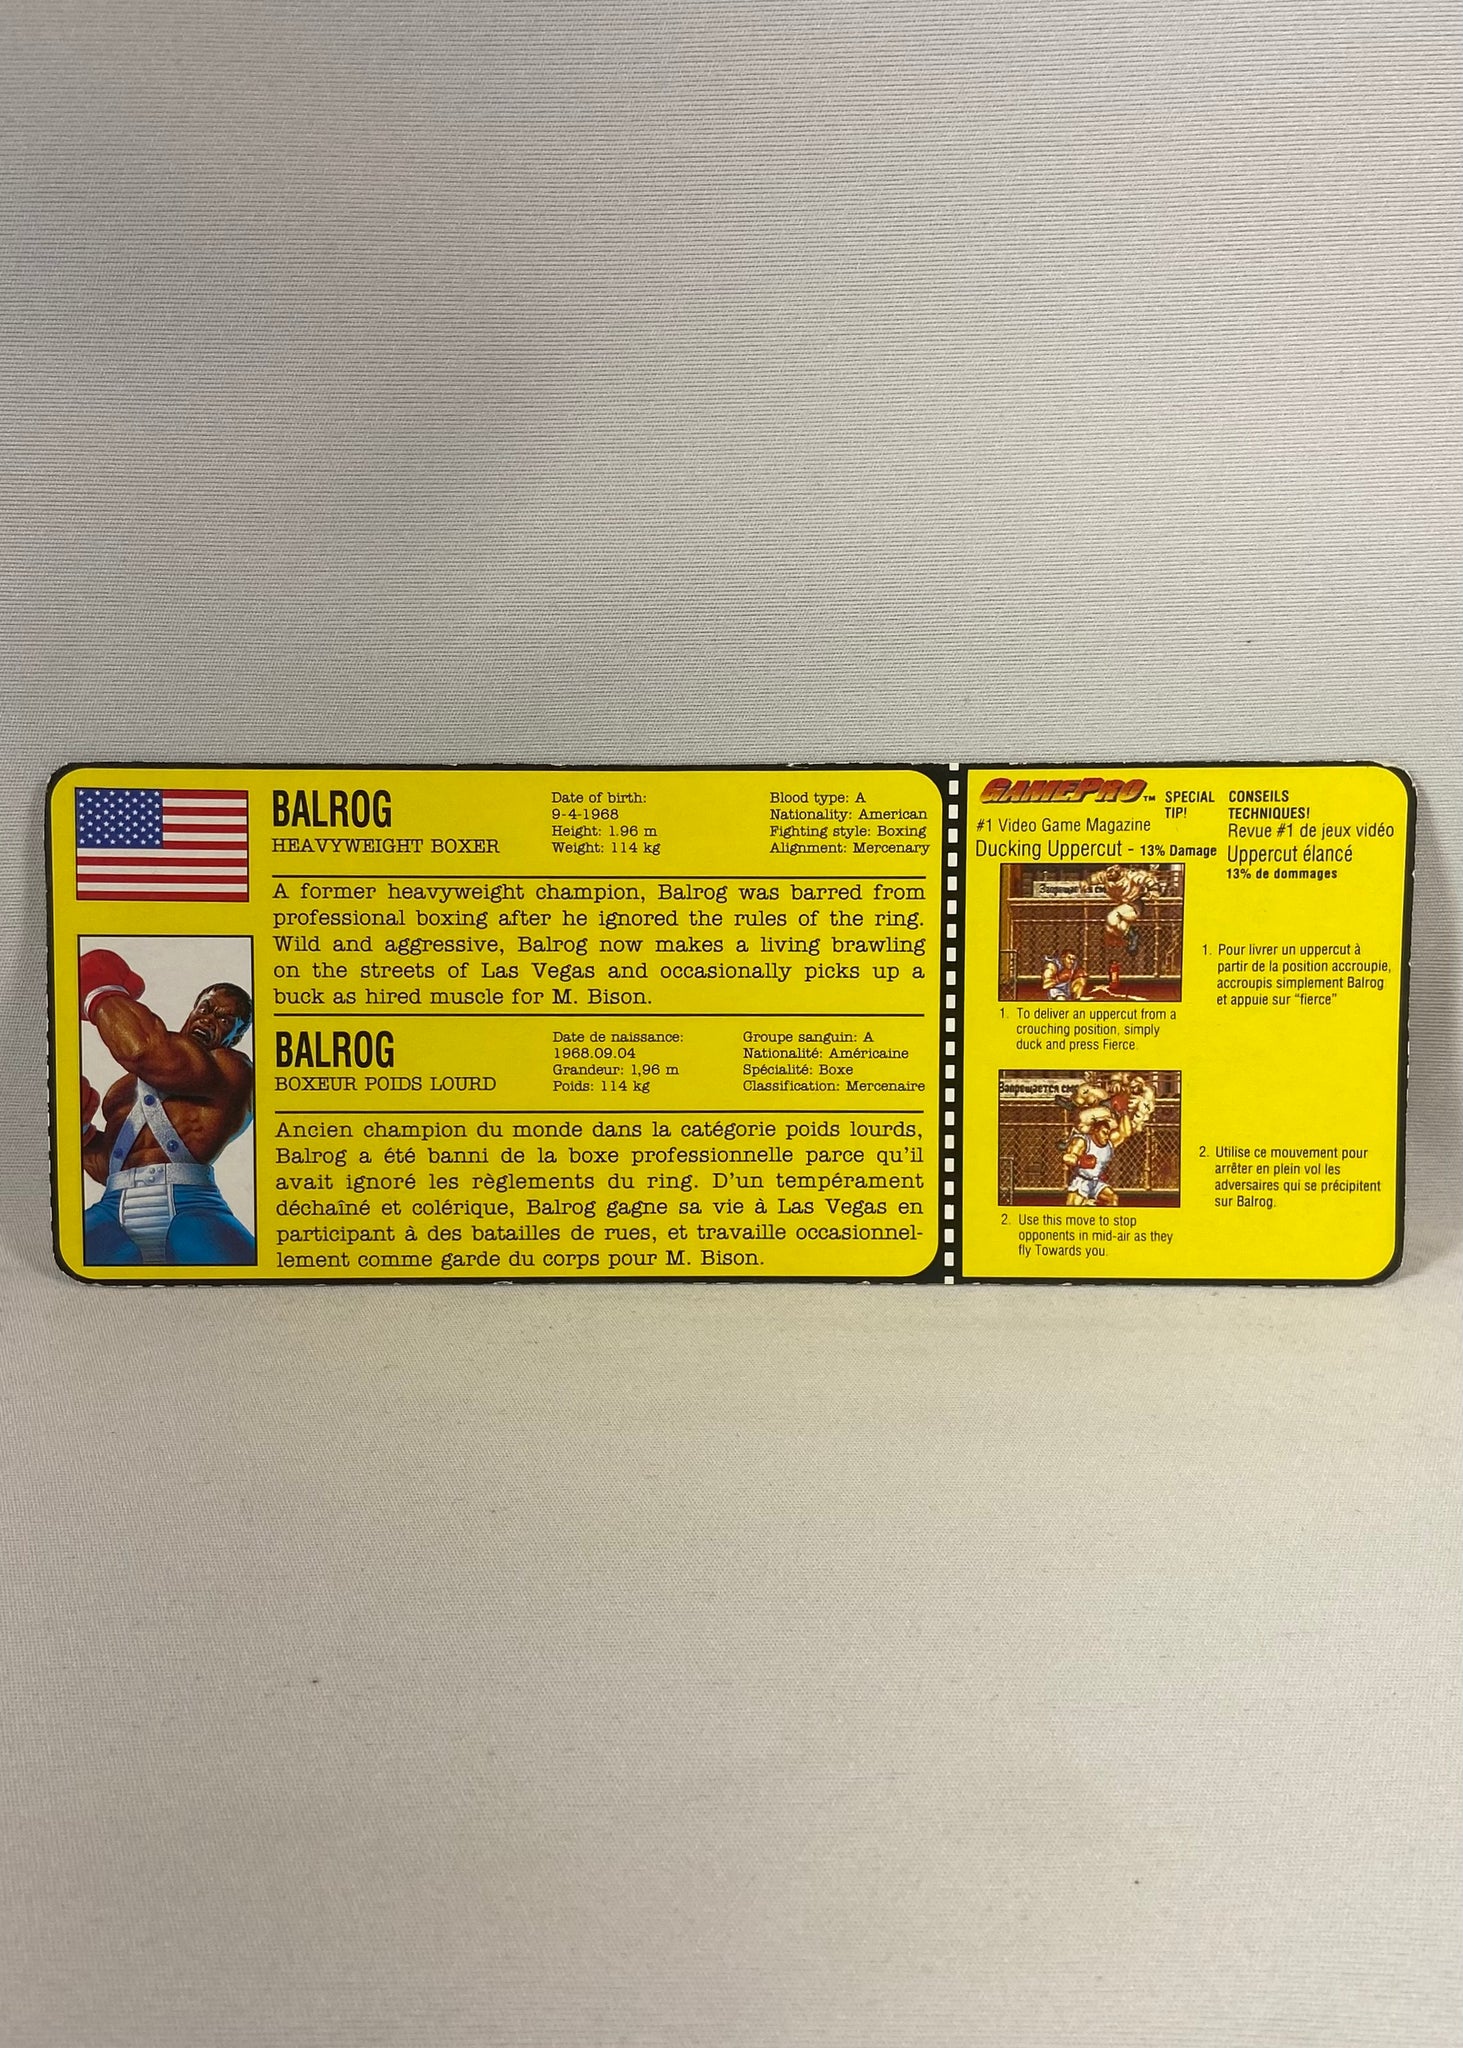 BALROG
HEAVYWEIGHT BOXER
Date of birth:
9-4-1968
Height: 1.96 m
Weight: 114 kg
Blood type: A
Nationality: American
Fighting style: Boxing
Alignment: Mercenary
A former heavyweight champion, Balrog was barred from
professional boxing after he ignored the rules of the ring.
Wild and aggressive, Balrog now makes a living brawling
on the streets of Las Vegas and occasionally picks up a
buck as hired muscle for M. Bison.
BALROG
BOXEUR POIDS LOURD
Date de naissance:
1968.09.04
Grandeur: 1,96 m
Poids: 114 kg
Groupe sanguin: A
Nationalité: Américaine
Spécialité: Boxe
Classification: Mercenaire
Ancien champion du monde dans la catégorie poids lourds,
Balrog a été banni de la boxe professionnelle parce qu'il
avait ignoré les règlements du ring. D'un tempérament
déchaîné et colérique, Balrog gagne sa vie à Las Vegas en
participant à des batailles de rues, et travaille occasionnel-
lement comme garde du corps pour M. Bison.
GAMEPRO™ SPECIAL
TIP!
#1 Video Game Magazine
Ducking Uppercut - 13% Damage
CONSEILS
TECHNIQUES!
Revue #1 de jeux vidéo
Uppercut élancé
13% de dommages
1. To deliver an uppercut from a
crouching position, simply
duck and press Fierce.
1. Pour livrer un uppercut à
partir de la position accroupie,
accroupis simplement Balrog
et appuie sur "fierce"
Запрещается
2. Use this move to stop
opponents in mid-air as they
fly Towards you.
2. Utilise ce mouvement pour
arrêter en plein vol les
adversaires qui se précipitent
sur Balrog.